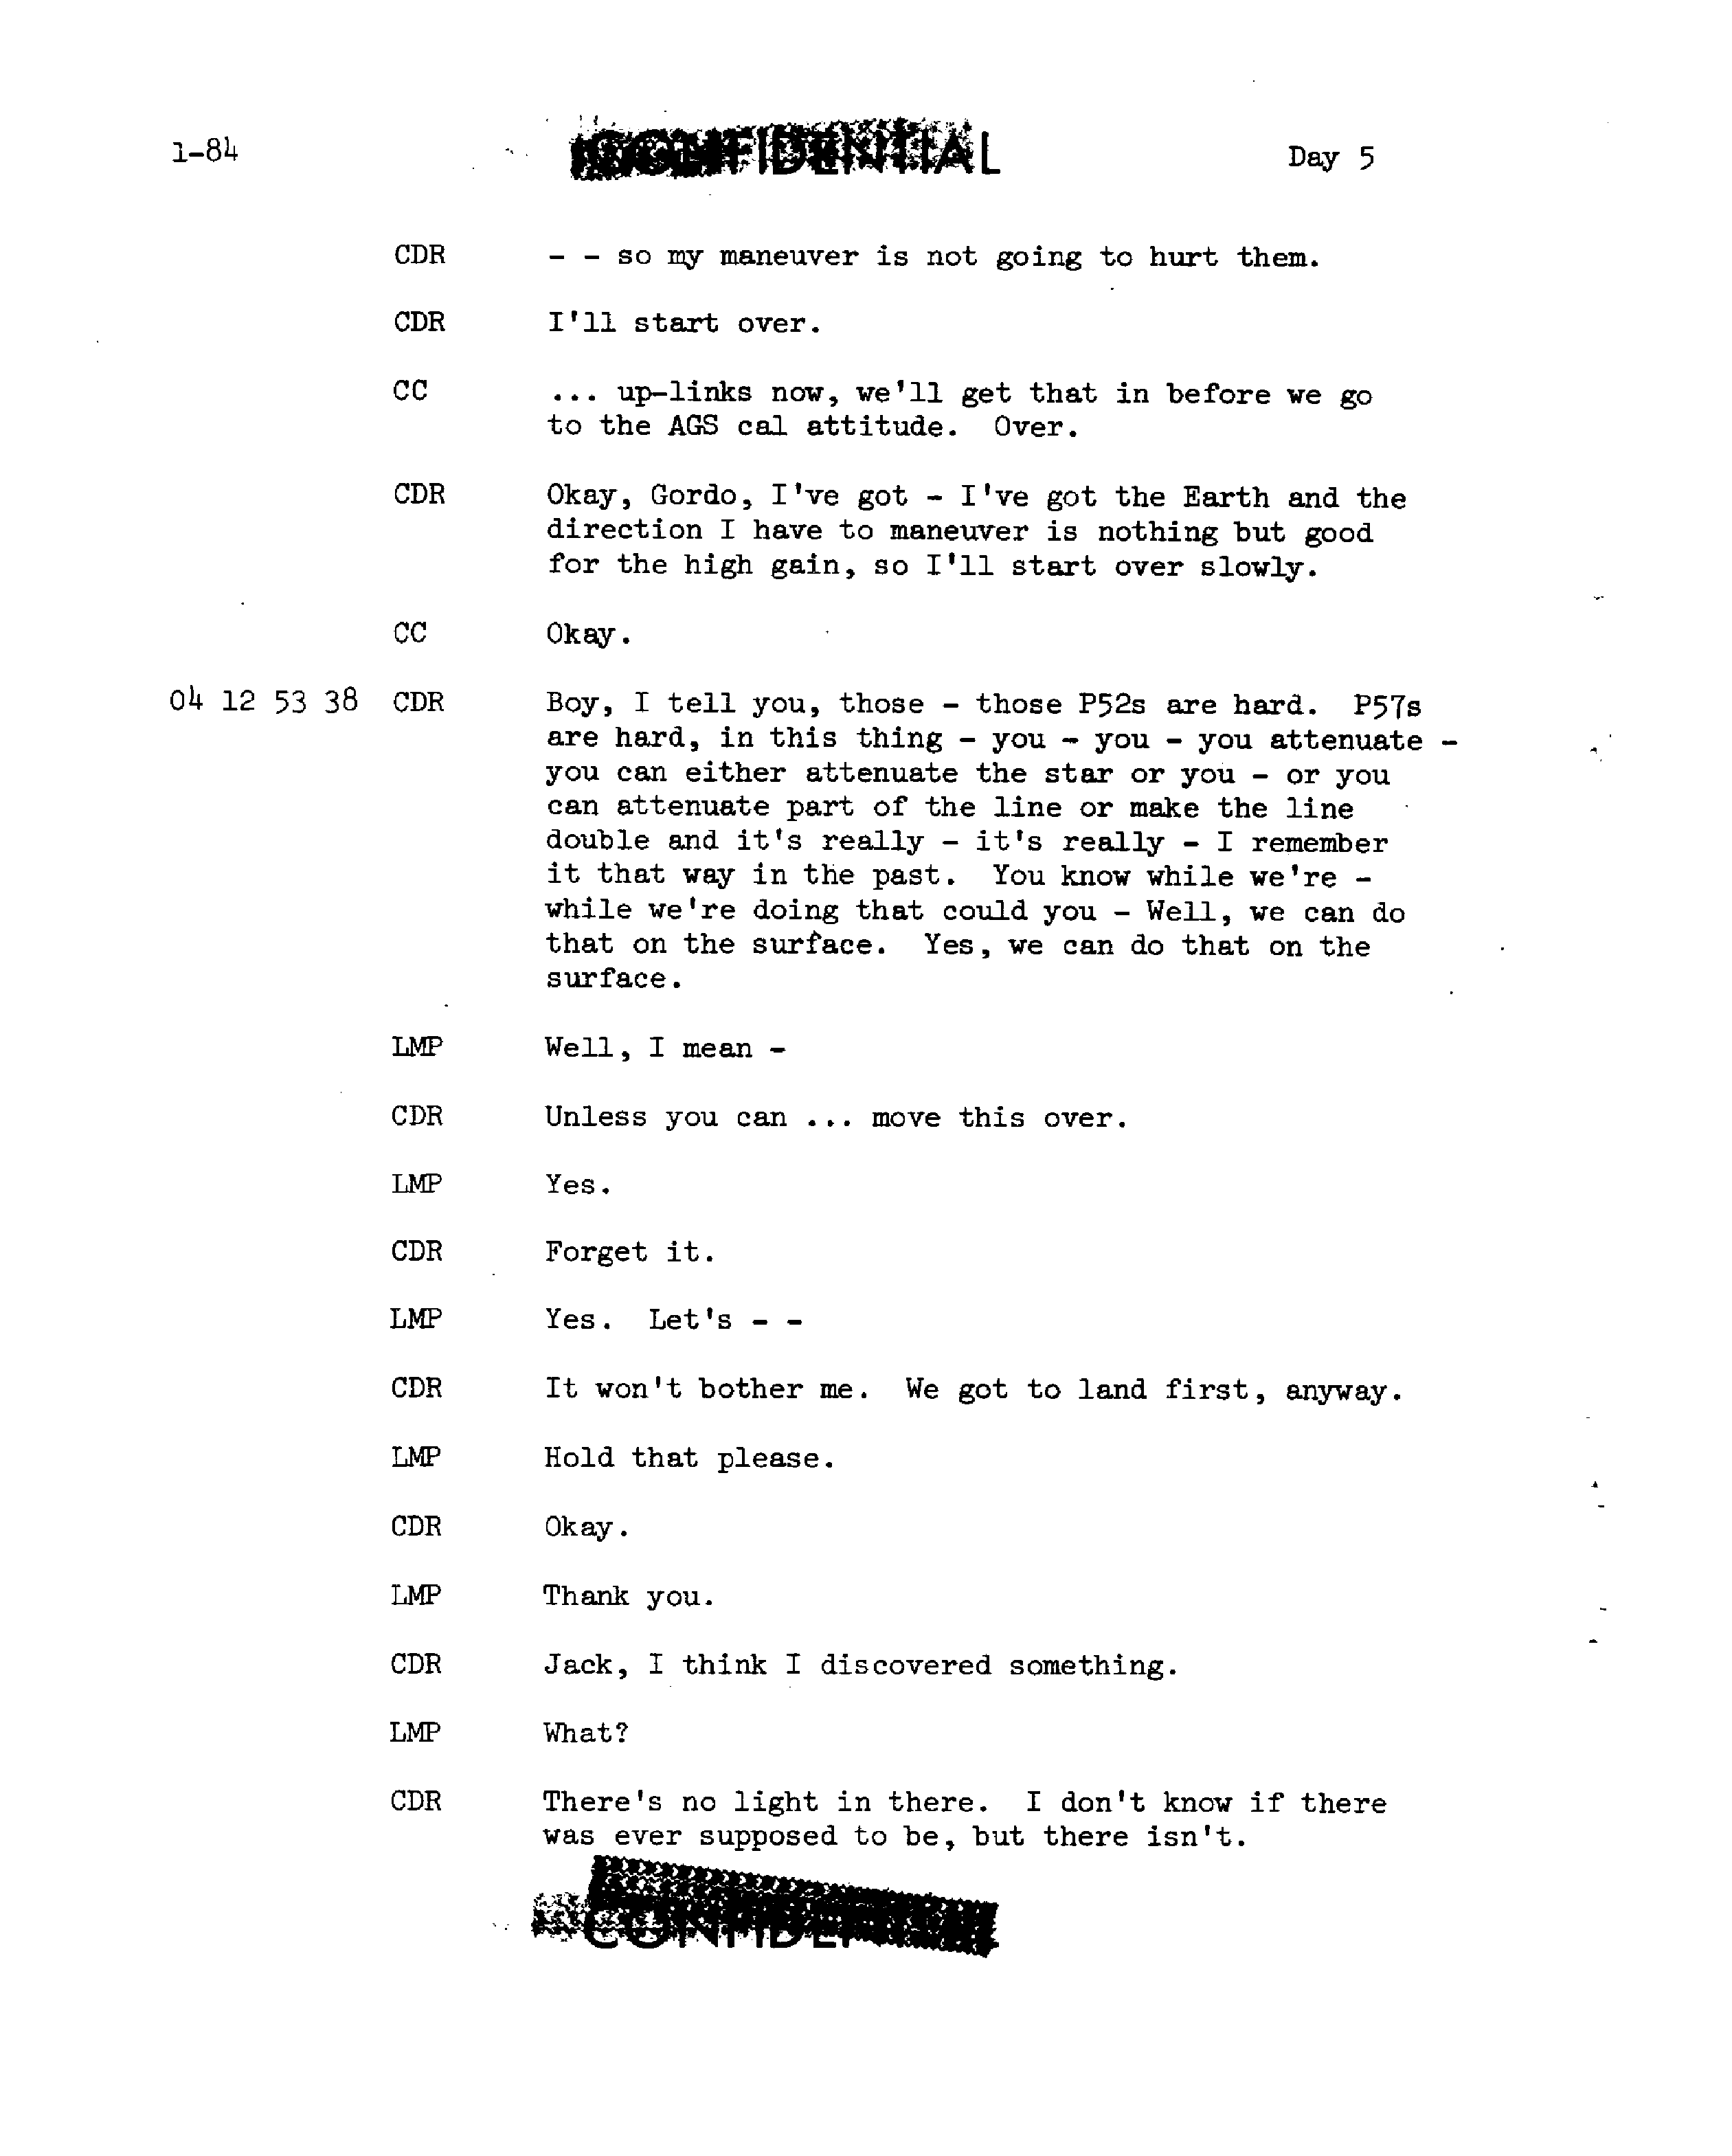 1-84
CONFIDENTIAL
Day 5
CDR - - so my maneuver is not going to hurt them.
CDR I'll start over.
CC ... up-links now, we'll get that in before we go
to the AGS cal attitude. Over.
CDR Okay, Gordo, I've got - I've got the Earth and the
direction I have to maneuver is nothing but good
for the high gain, so I'll start over slowly.
CC Okay.
04 12 53 38 CDR Boy, I tell you, those - those P52s are hard. P57s
are hard, in this thing - you - you - you attenuate -
you can either attenuate the star or you - or you
can attenuate part of the line or make the line
double and it's really - it's really - I remember
it that way in the past. You know while we're -
while we're doing that could you - Well, we can do
that on the surface. Yes, we can do that on the
surface.
LMP Well, I mean -
CDR Unless you can ... move this over.
LMP Yes.
CDR Forget it.
LMP Yes. Let's - -
CDR It won't bother me. We got to land first, anyway.
LMP Hold that please.
CDR Okay.
LMP Thank you.
CDR Jack, I think I discovered something.
LMP What?
CDR There's no light in there. I don't know if there
was ever supposed to be, but there isn't.
CONFIDENTIAL